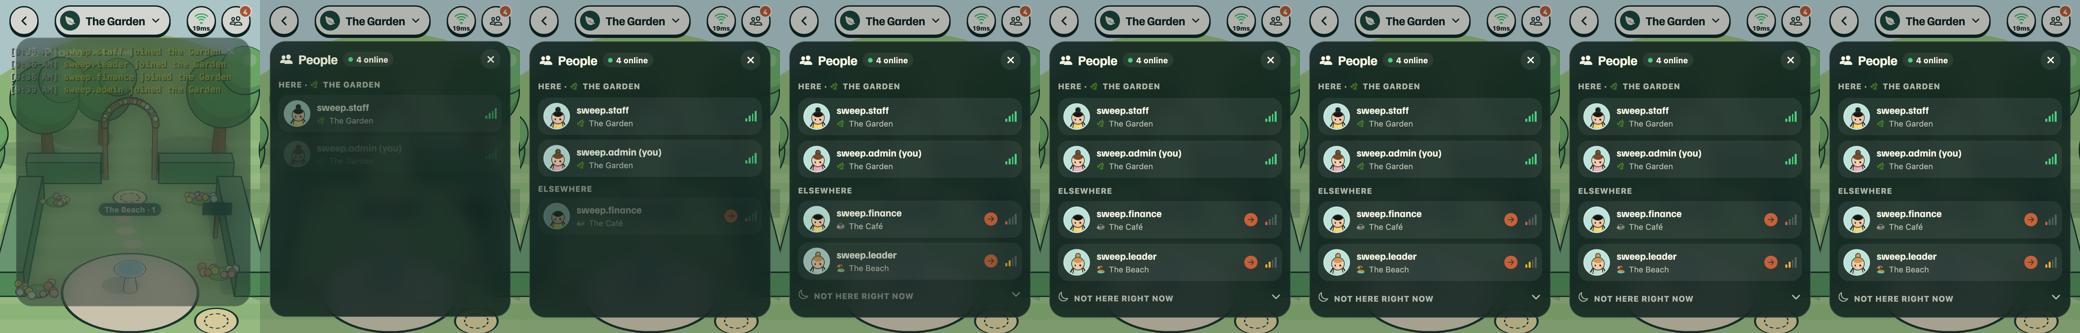 The Garden
19ms
4
sweep.staff joined the Garden
sweep.leader joined the Garden
sweep.finance joined the Garden
sweep.admin joined the Garden
The Beach · 1
The Garden
19ms
4
People
4 online
HERE · THE GARDEN
sweep.staff
The Garden
sweep.admin (you)
The Garden
19ms
4
People
4 online
HERE · THE GARDEN
sweep.staff
The Garden
sweep.admin (you)
The Garden
ELSEWHERE
sweep.finance
The Café
The Garden
19ms
4
People
4 online
HERE · THE GARDEN
sweep.staff
The Garden
sweep.admin (you)
The Garden
ELSEWHERE
sweep.finance
The Café
sweep.leader
The Beach
NOT HERE RIGHT NOW
The Garden
19ms
4
People
4 online
HERE · THE GARDEN
sweep.staff
The Garden
sweep.admin (you)
The Garden
ELSEWHERE
sweep.finance
The Café
sweep.leader
The Beach
NOT HERE RIGHT NOW
The Garden
19ms
4
People
4 online
HERE · THE GARDEN
sweep.staff
The Garden
sweep.admin (you)
The Garden
ELSEWHERE
sweep.finance
The Café
sweep.leader
The Beach
NOT HERE RIGHT NOW
The Garden
19ms
4
People
4 online
HERE · THE GARDEN
sweep.staff
The Garden
sweep.admin (you)
The Garden
ELSEWHERE
sweep.finance
The Café
sweep.leader
The Beach
NOT HERE RIGHT NOW
The Garden
19ms
4
People
4 online
HERE · THE GARDEN
sweep.staff
The Garden
sweep.admin (you)
The Garden
ELSEWHERE
sweep.finance
The Café
sweep.leader
The Beach
NOT HERE RIGHT NOW